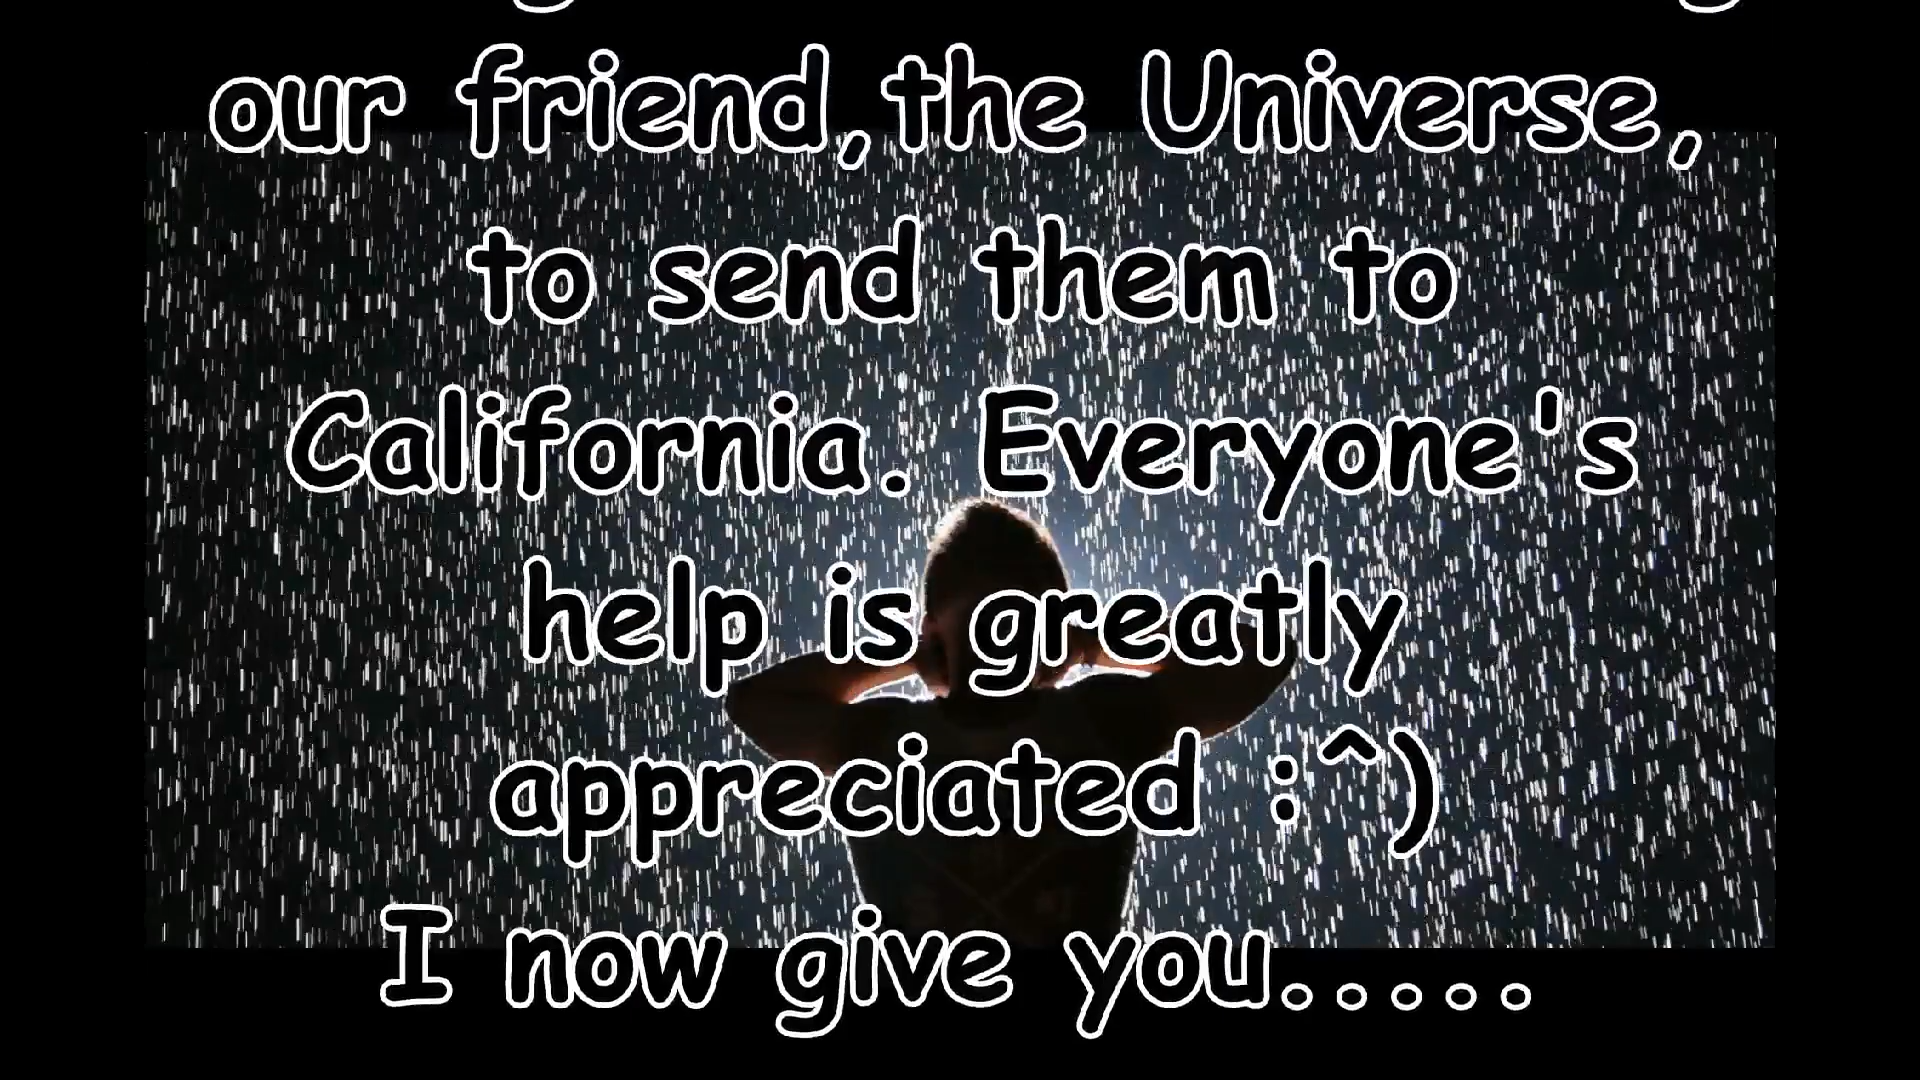 our friend,the Universe,
to send them to
California. Everyone's
help is greatly
appreciated :^)
I now give you.....